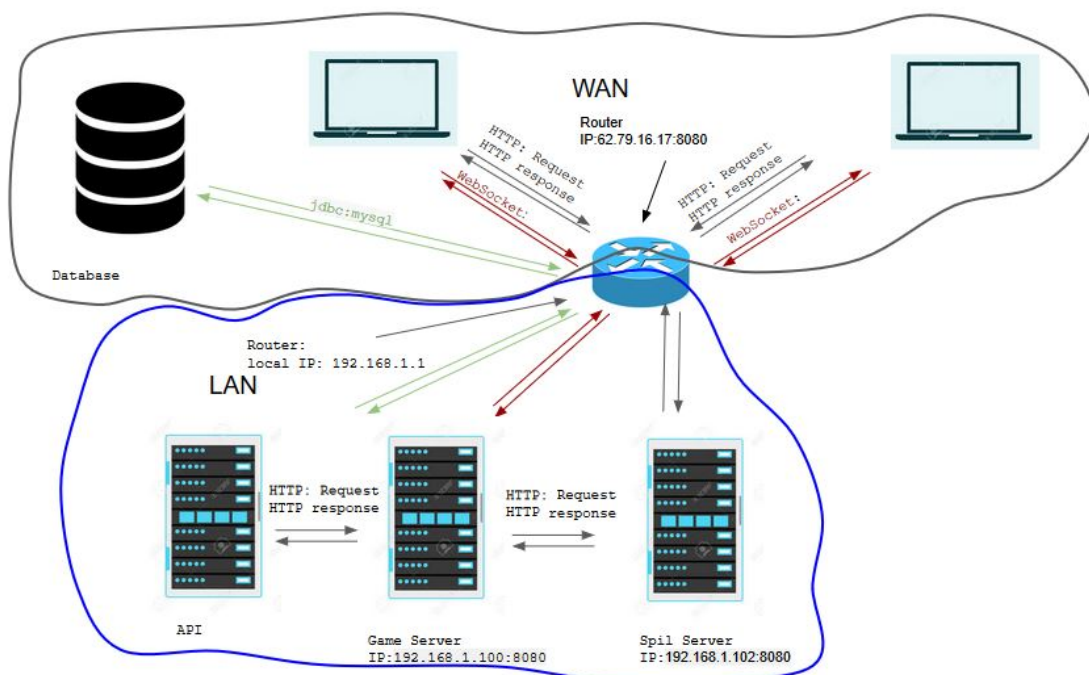 WAN
Router
IP:62.79.16.17:8080
HTTP: Request
HTTP response
WebSocket:
HTTP: Request
HTTP response
WebSocket:
jdbc:mysql
Database
Router:
local IP: 192.168.1.1
LAN
HTTP: Request
HTTP response
HTTP: Request
HTTP response
API
Game Server
IP:192.168.1.100:8080
Spil Server
IP:192.168.1.102:8080